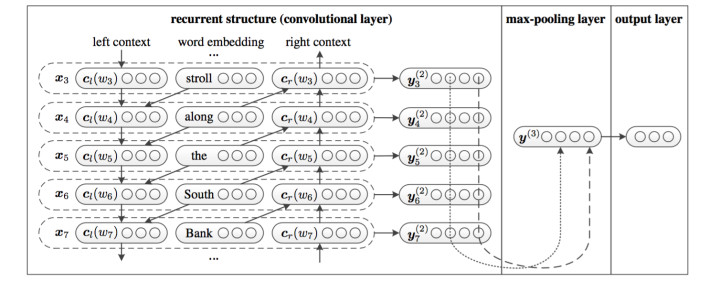 recurrent structure (convolutional layer) max-pooling layer output layer
left context word embedding right context
...
x₃ cₗ(w₃) stroll cᵣ(w₃) y₃⁽²⁾
x₄ cₗ(w₄) along cᵣ(w₄) y₄⁽²⁾
y⁽³⁾
x₅ cₗ(w₅) the cᵣ(w₅) y₅⁽²⁾
x₆ cₗ(w₆) South cᵣ(w₆) y₆⁽²⁾
x₇ cₗ(w₇) Bank cᵣ(w₇) y₇⁽²⁾
...